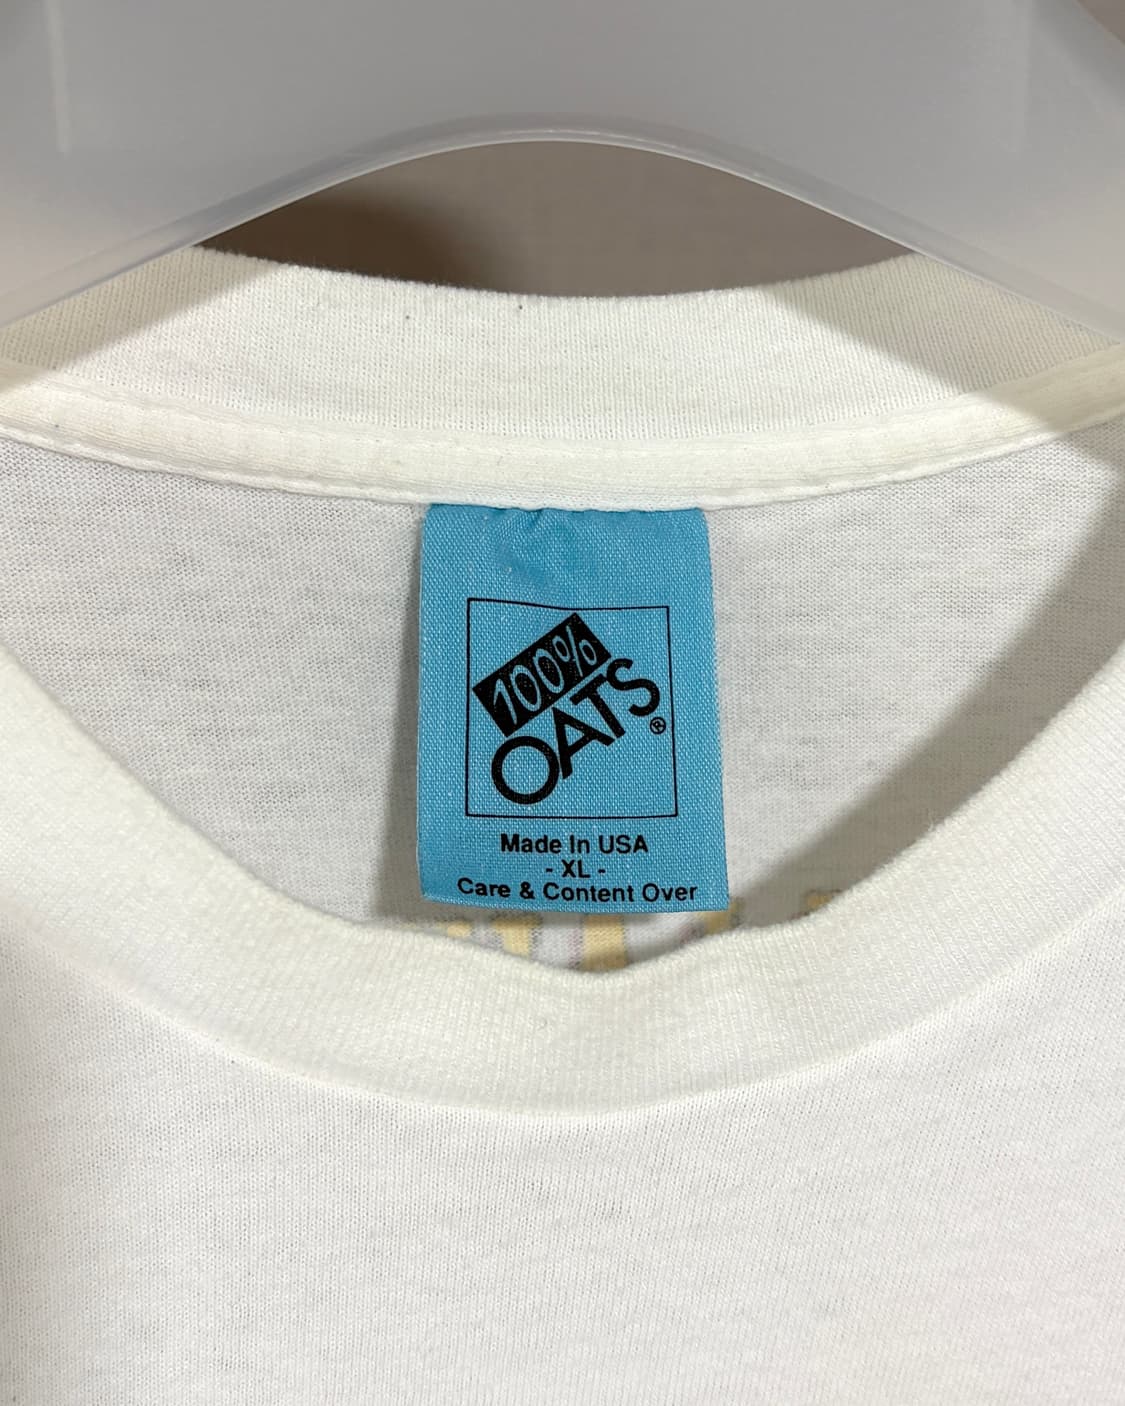 100%
OATS®
Made In USA
- XL -
Care & Content Over